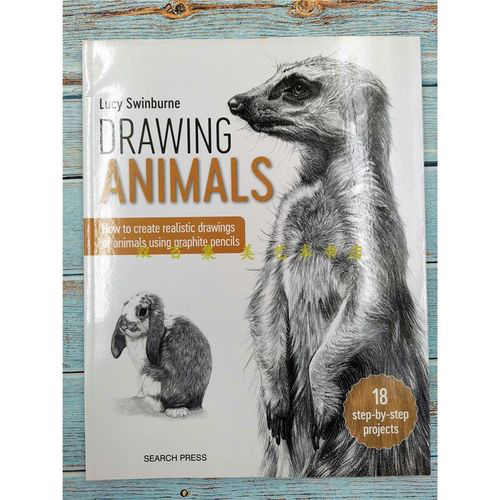 Lucy Swinburne
DRAWING
ANIMALS
How to create realistic drawings
of animals using graphite pencils
18
step-by-step
projects
SEARCH PRESS